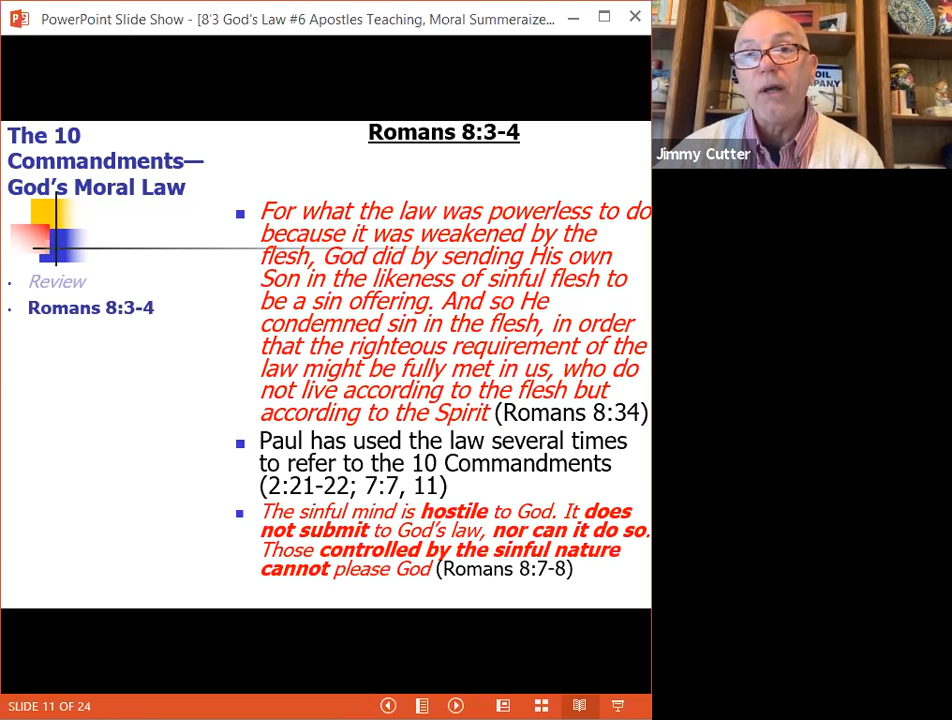 PowerPoint Slide Show - [8'3 God's Law #6 Apostles Teaching, Moral Summeraize...
The 10
Commandments—
God's Moral Law
Review
Romans 8:3-4
Romans 8:3-4
For what the law was powerless to do
because it was weakened by the
flesh, God did by sending His own
Son in the likeness of sinful flesh to
be a sin offering. And so He
condemned sin in the flesh, in order
that the righteous requirement of the
law might be fully met in us, who do
not live according to the flesh but
according to the Spirit (Romans 8:34)
Paul has used the law several times
to refer to the 10 Commandments
(2:21-22; 7:7, 11)
The sinful mind is hostile to God. It does
not submit to God's law, nor can it do so.
Those controlled by the sinful nature
cannot please God (Romans 8:7-8)
OIL
Jimmy Cutter
SLIDE 11 OF 24